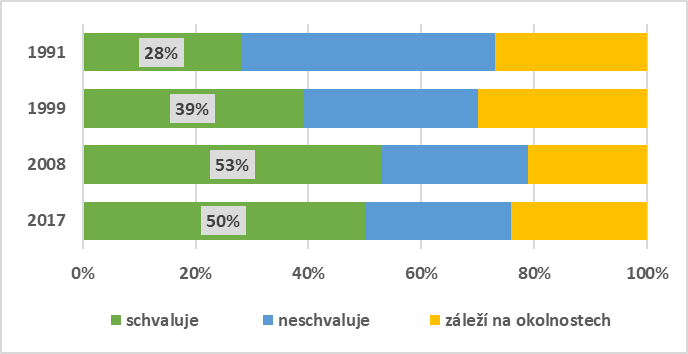 1991 28%
1999 39%
2008 53%
2017 50%
0% 20% 40% 60% 80% 100%
schvaluje neschvaluje záleží na okolnostech